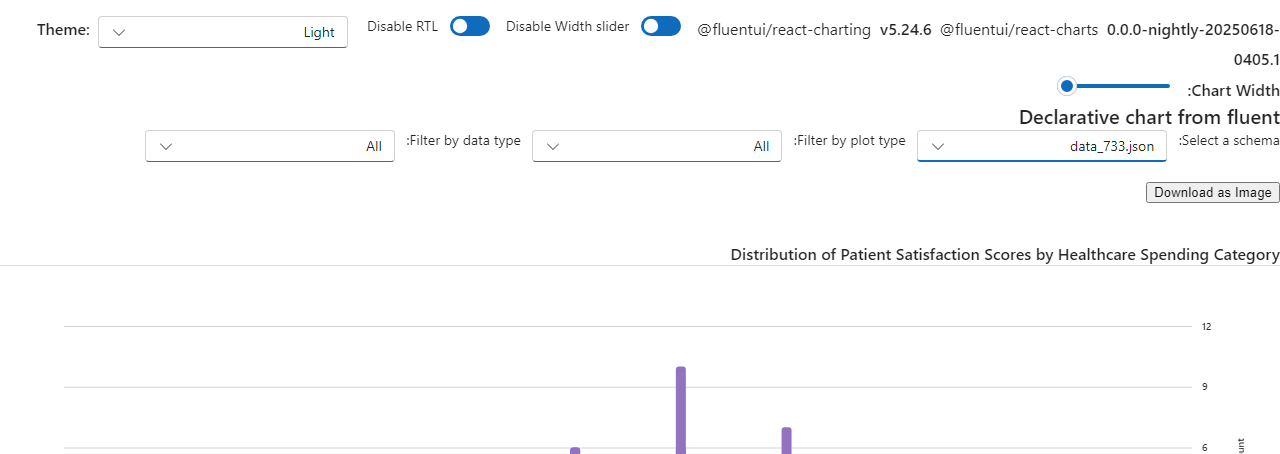 Theme: Light Disable RTL Disable Width slider @fluentui/react-charting v5.24.6 @fluentui/react-charts 0.0.0-nightly-20250618-
0405.1
:Chart Width
Declarative chart from fluent
:Select a schema data_733.json :Filter by plot type All :Filter by data type All
Download as Image
Distribution of Patient Satisfaction Scores by Healthcare Spending Category
12
9
6